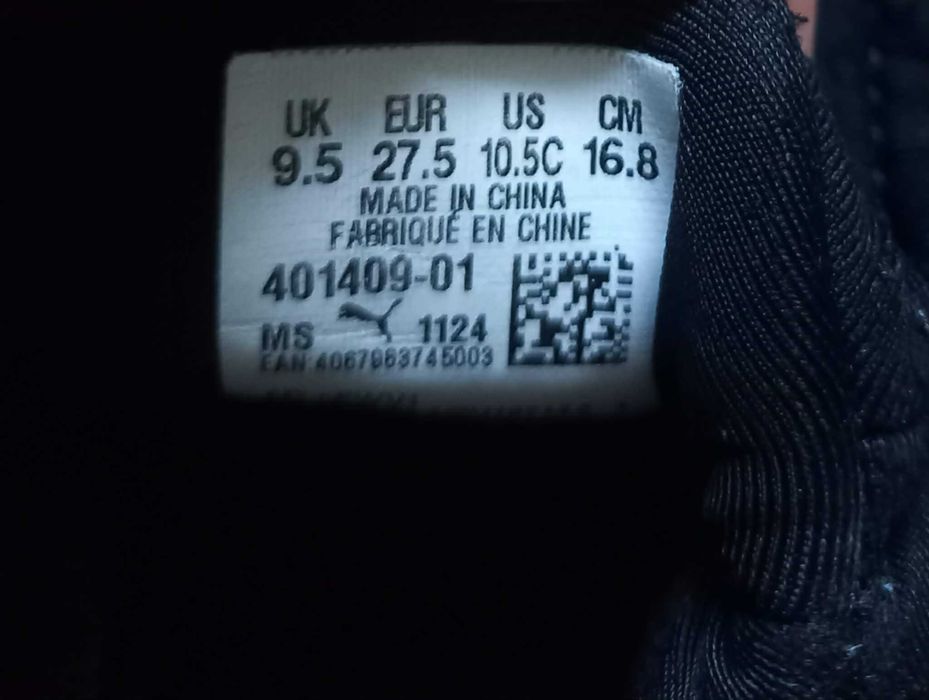 UK EUR US CM
9.5 27.5 10.5C 16.8
MADE IN CHINA
FABRIQUÉ EN CHINE
401409-01
MS 1124
EAN 4067983745003